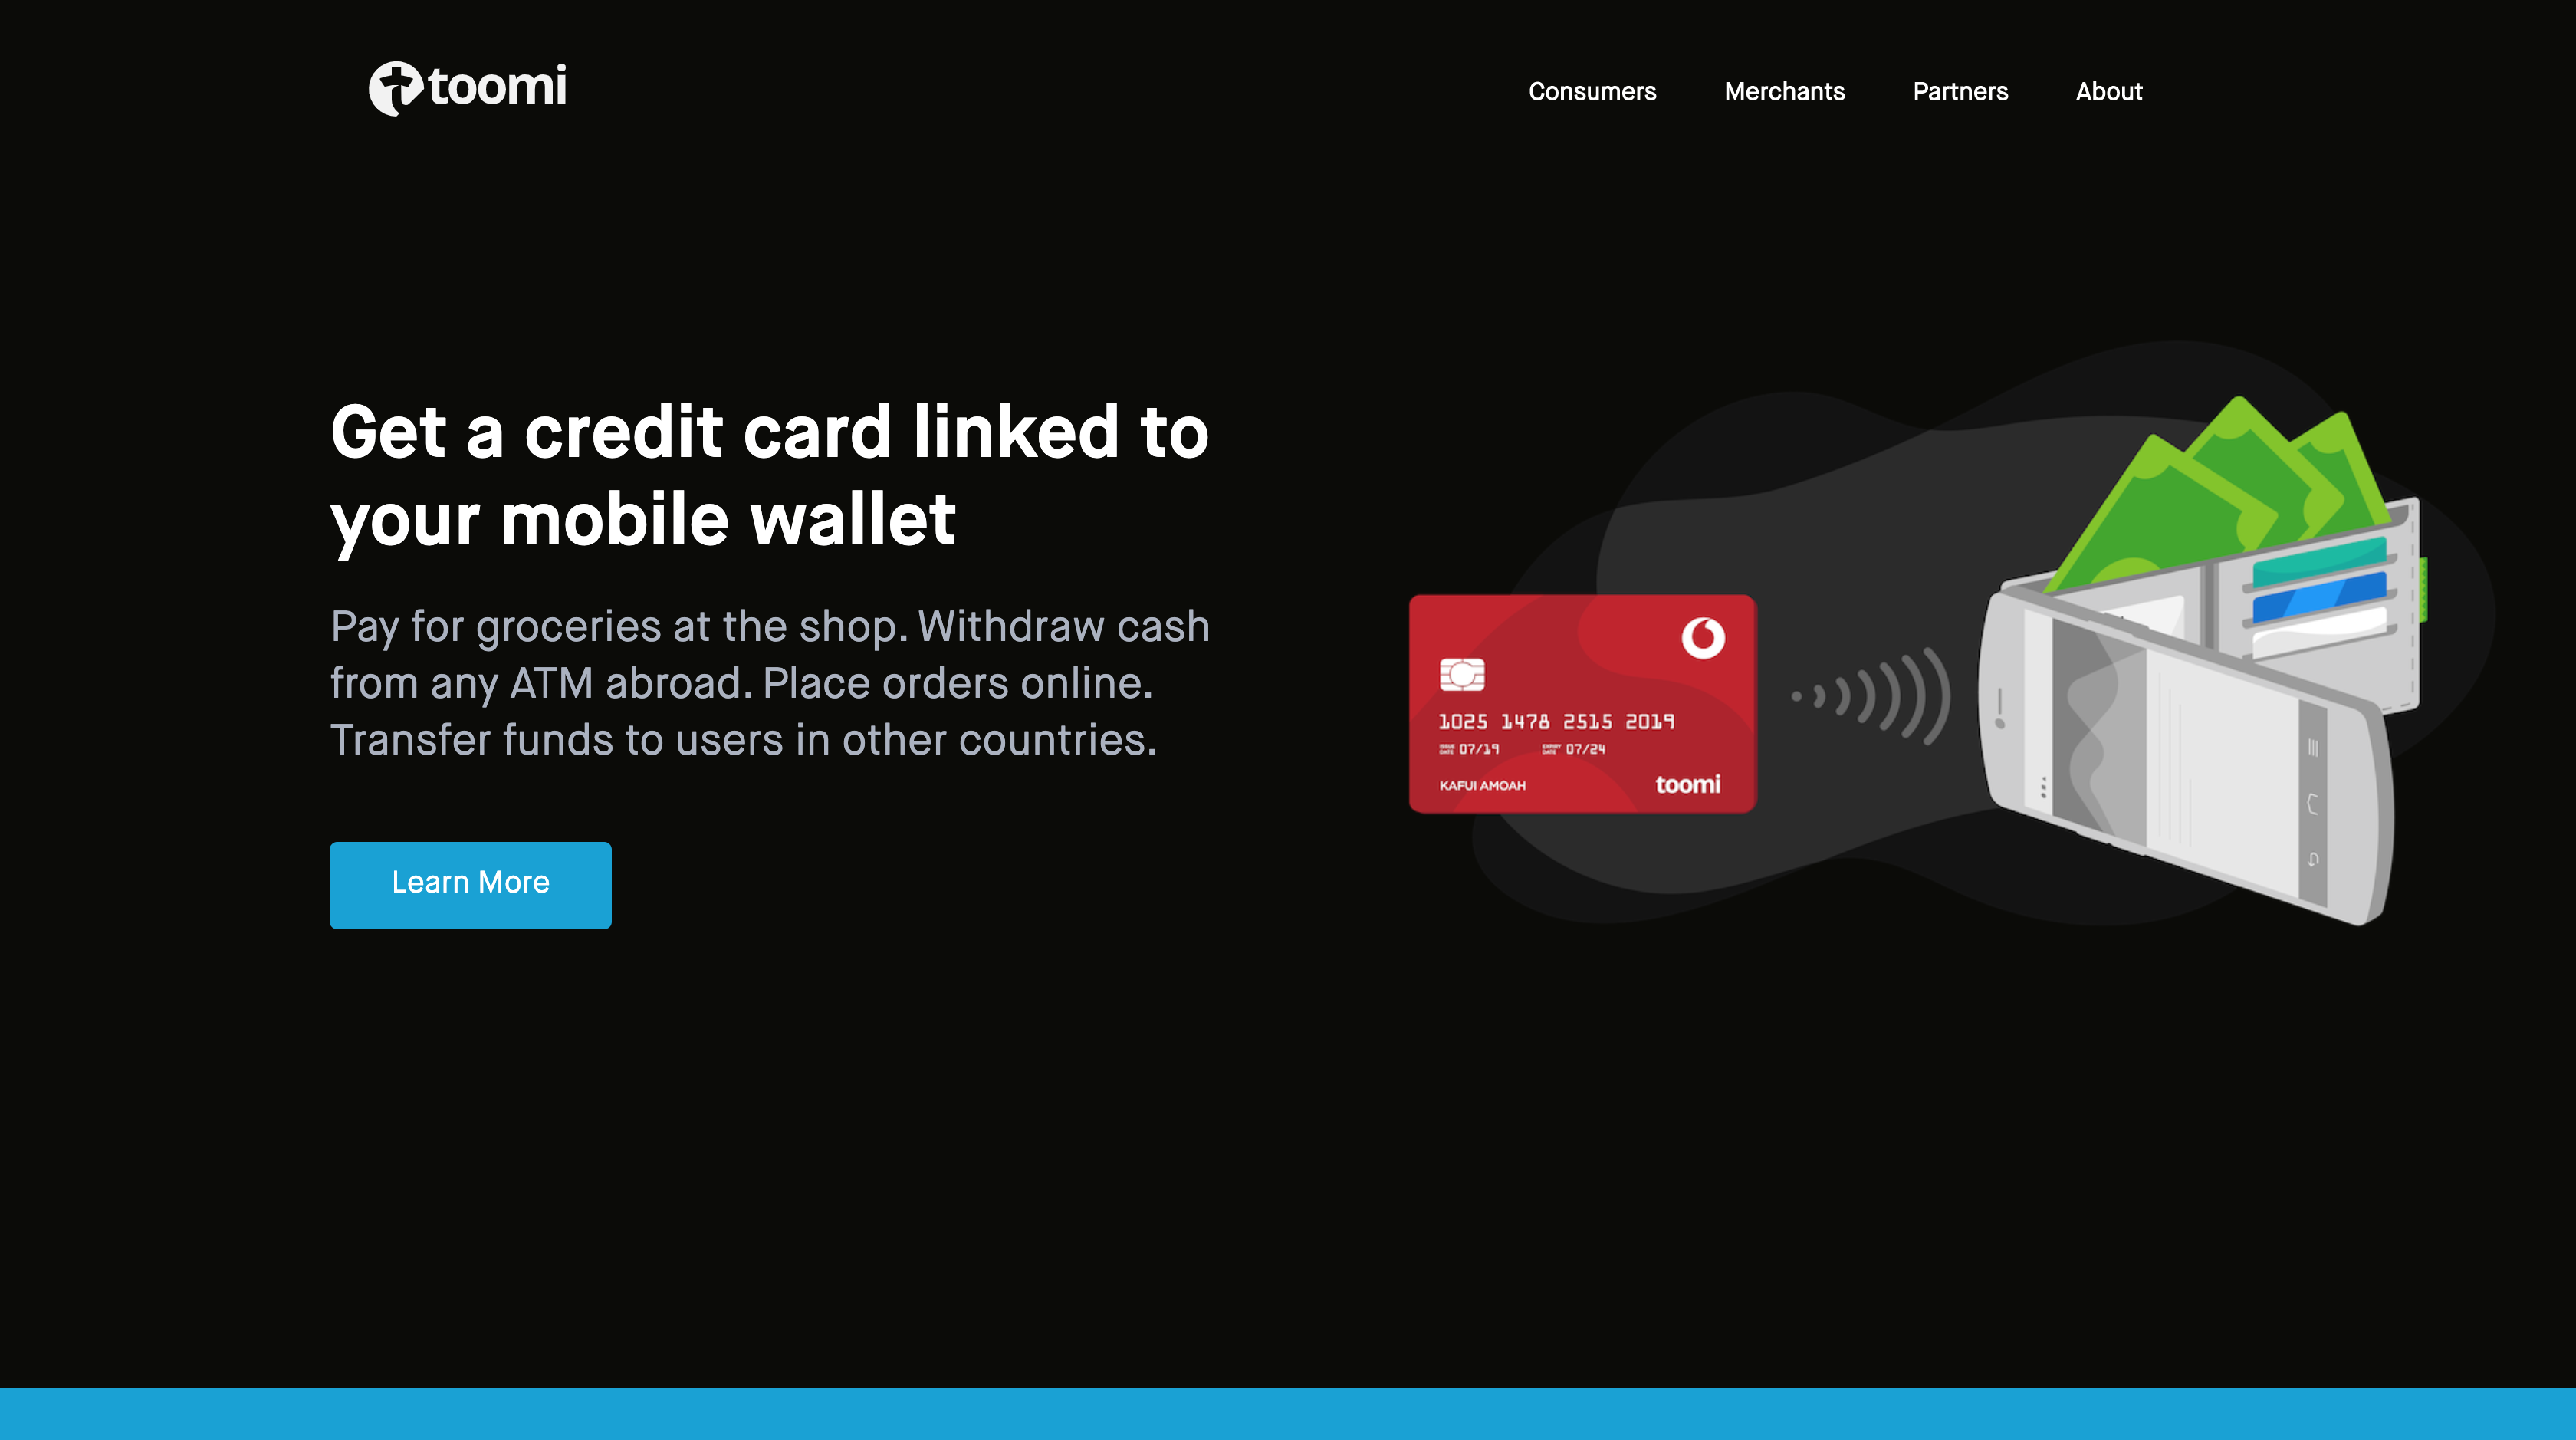 toomi
Consumers Merchants Partners About
Get a credit card linked to
your mobile wallet
Pay for groceries at the shop. Withdraw cash
from any ATM abroad. Place orders online.
Transfer funds to users in other countries.
Learn More
1025 1478 2515 2019
ISSUE DATE 07/19 EXPIRY DATE 07/24
KAFUI AMOAH toomi